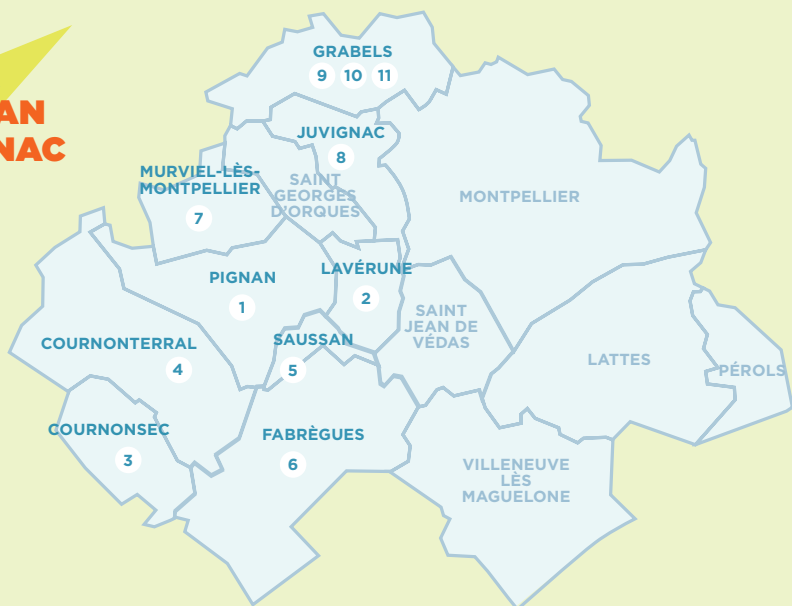 AN
NAC
GRABELS
9 10 11
JUVIGNAC
8
MURVIEL-LÈS-
MONTPELLIER
7
SAINT
GEORGES
D'ORQUES
MONTPELLIER
PIGNAN
1
LAVÉRUNE
2
SAINT
JEAN DE
VÉDAS
COURNONTERRAL
4
SAUSSAN
5
LATTES
PÉROLS
COURNONSEC
3
FABRÈGUES
6
VILLENEUVE
LÈS
MAGUELONE